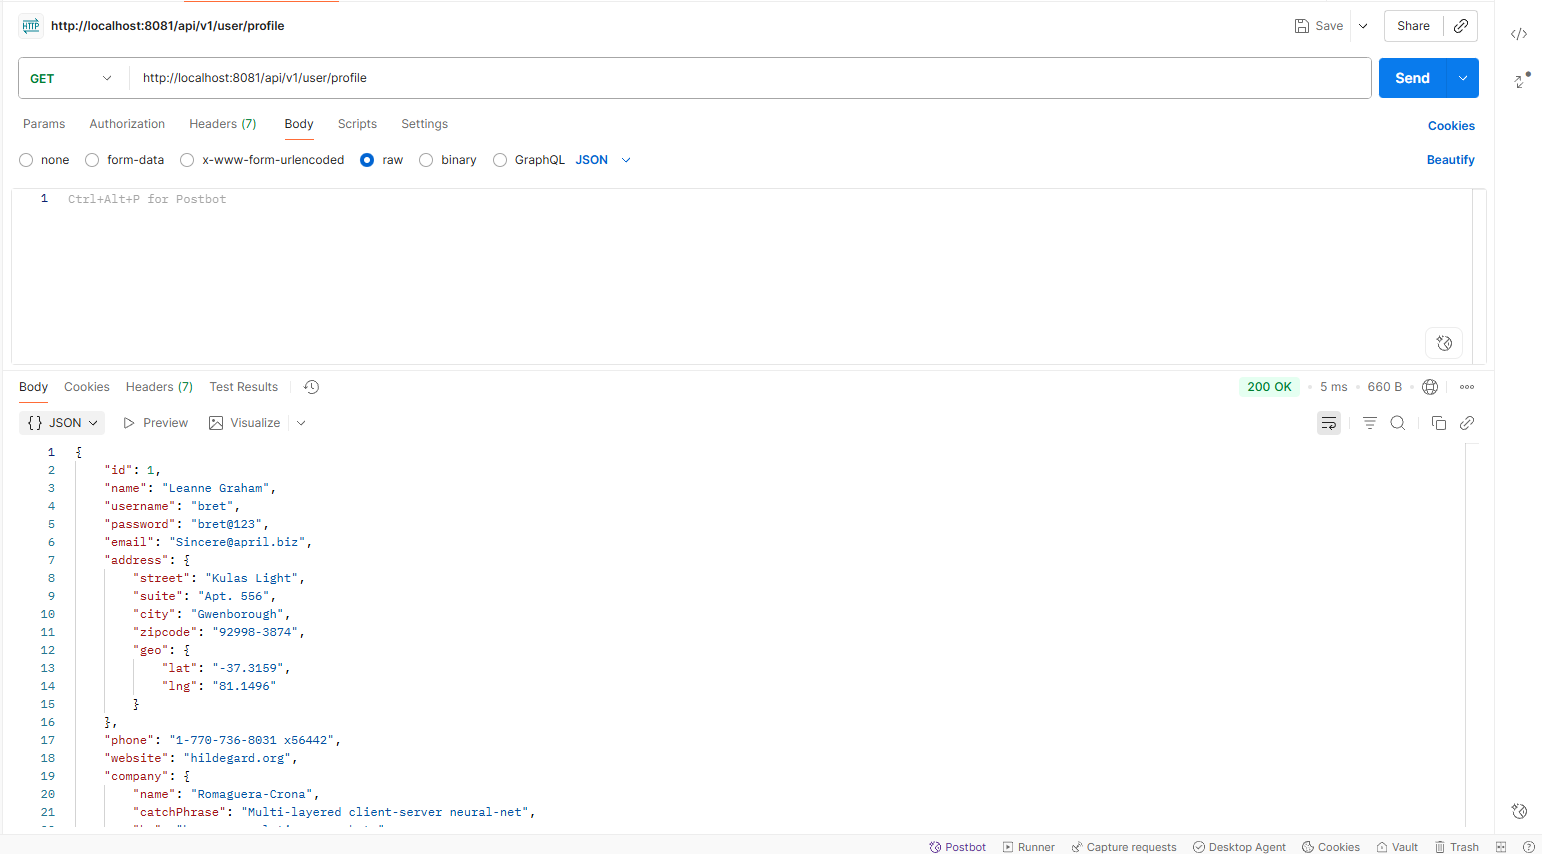 HTTP http://localhost:8081/api/v1/user/profile Save Share
GET http://localhost:8081/api/v1/user/profile Send
Params Authorization Headers (7) Body Scripts Settings Cookies
none form-data x-www-form-urlencoded raw binary GraphQL JSON Beautify
1 Ctrl+Alt+P for Postbot
Body Cookies Headers (7) Test Results 200 OK • 5 ms • 660 B •
{} JSON Preview Visualize
1 {
2 "id": 1,
3 "name": "Leanne Graham",
4 "username": "bret",
5 "password": "bret@123",
6 "email": "Sincere@april.biz",
7 "address": {
8 "street": "Kulas Light",
9 "suite": "Apt. 556",
10 "city": "Gwenborough",
11 "zipcode": "92998-3874",
12 "geo": {
13 "lat": "-37.3159",
14 "lng": "81.1496"
15 }
16 },
17 "phone": "1-770-736-8031 x56442",
18 "website": "hildegard.org",
19 "company": {
20 "name": "Romaguera-Crona",
21 "catchPhrase": "Multi-layered client-server neural-net",
Postbot Runner Capture requests Desktop Agent Cookies Vault Trash